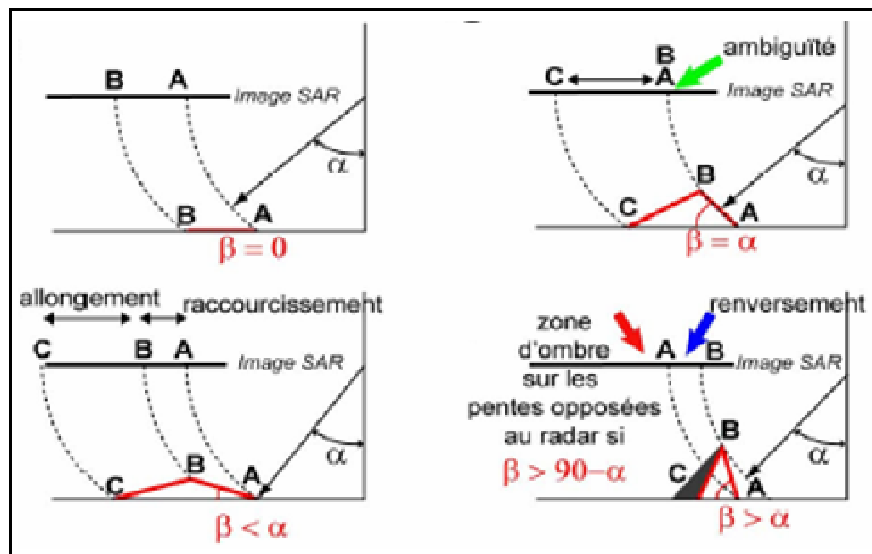 B A
Image SAR
α
B A
β = 0
B
C A
ambiguïté
Image SAR
α
B
C A
β = α
allongement
raccourcissement
C B A
Image SAR
α
B
C A
β < α
zone
d'ombre
sur les
pentes opposées
au radar si
β > 90-α
renversement
A B
Image SAR
α
B
C A
β > α